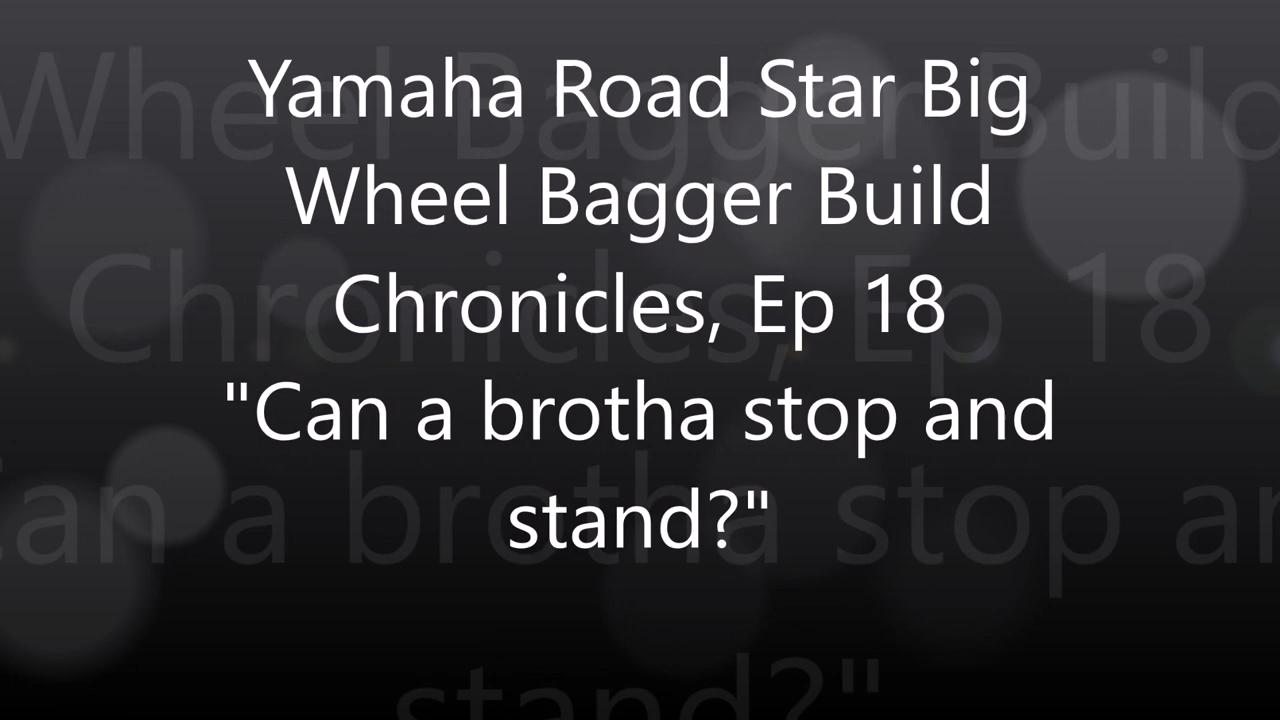 Yamaha Road Star Big
Wheel Bagger Build
Chronicles, Ep 18
"Can a brotha stop and
stand?"